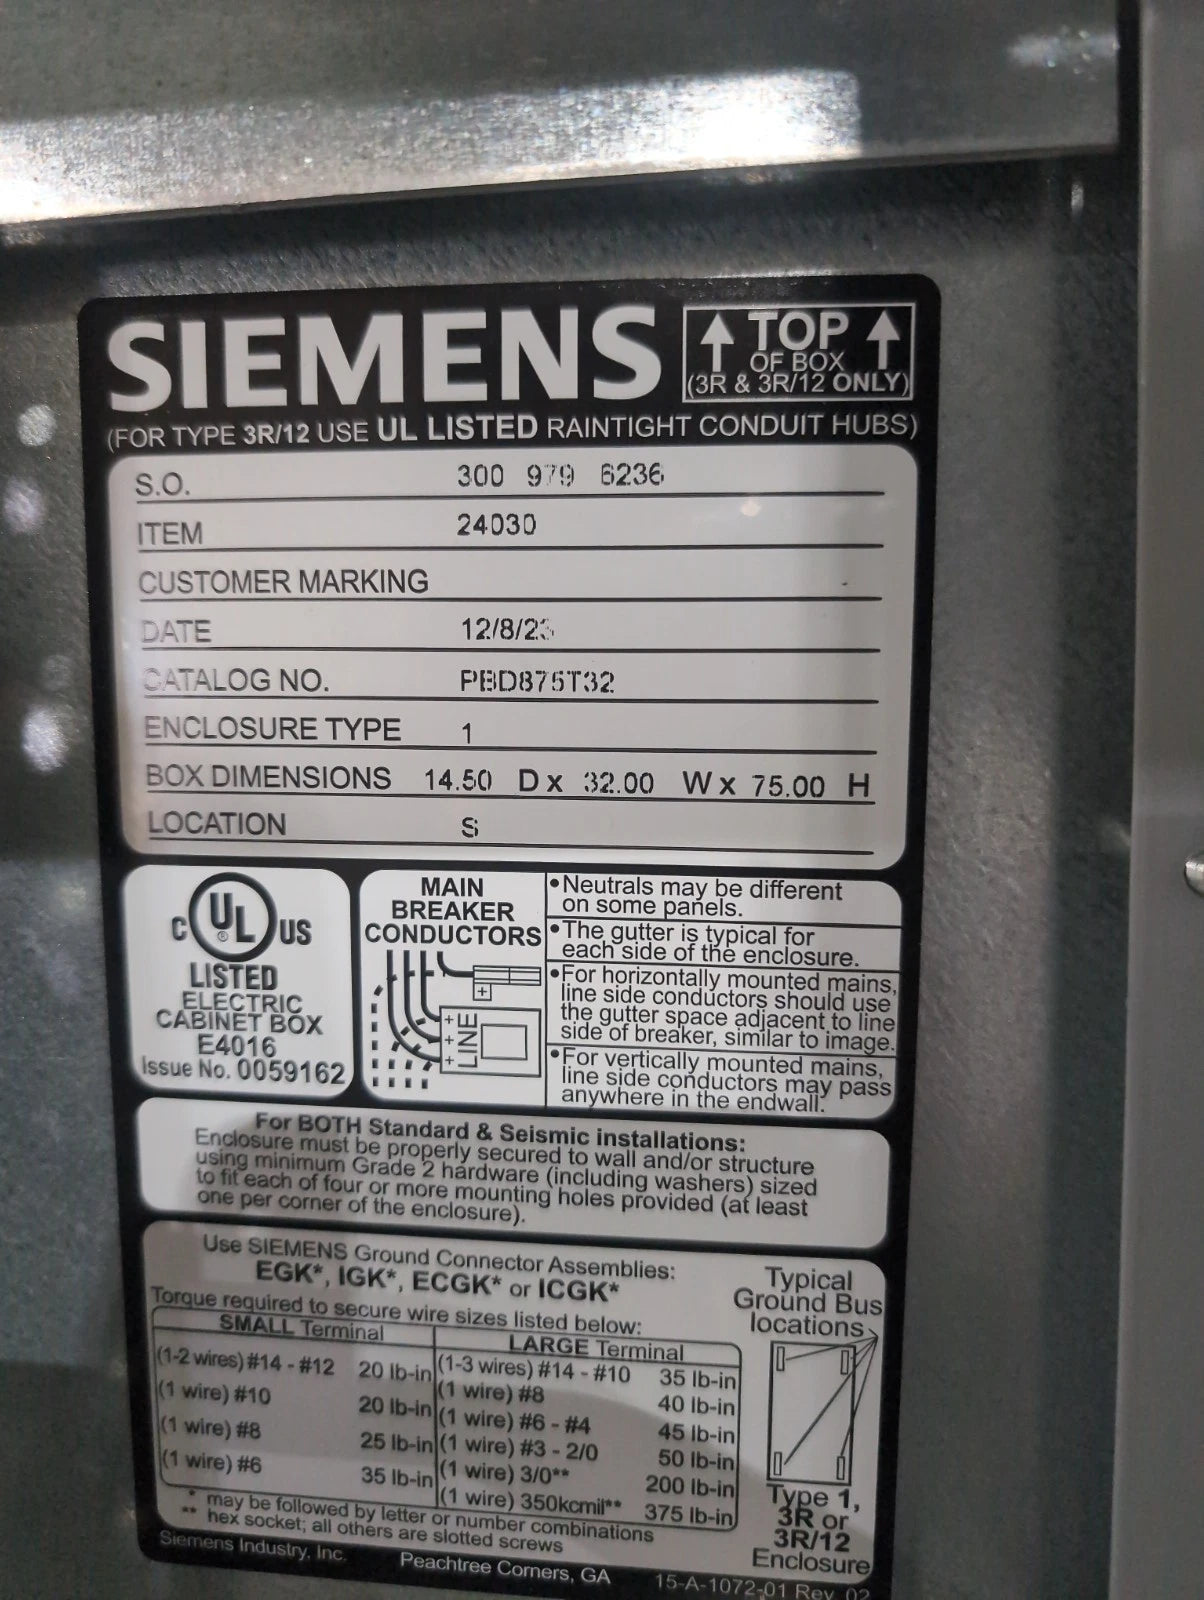 SIEMENS
TOP
OF BOX
(3R & 3R/12 ONLY)
(FOR TYPE 3R/12 USE UL LISTED RAINTIGHT CONDUIT HUBS)
S.O. 300 979 6236
ITEM 24030
CUSTOMER MARKING
DATE 12/8/23
CATALOG NO. PBD875T32
ENCLOSURE TYPE 1
BOX DIMENSIONS 14.50 D x 32.00 W x 75.00 H
LOCATION S
C UL US
®
LISTED
ELECTRIC
CABINET BOX
E4016
Issue No. 0059162
MAIN
BREAKER
CONDUCTORS
LINE
•Neutrals may be different
on some panels.
•The gutter is typical for
each side of the enclosure.
•For horizontally mounted mains,
line side conductors should use
the gutter space adjacent to line
side of breaker, similar to image.
•For vertically mounted mains,
line side conductors may pass
anywhere in the endwall.
For BOTH Standard & Seismic installations:
Enclosure must be properly secured to wall and/or structure
using minimum Grade 2 hardware (including washers) sized
to fit each of four or more mounting holes provided (at least
one per corner of the enclosure).
Use SIEMENS Ground Connector Assemblies:
EGK*, IGK*, ECGK* or ICGK*
Torque required to secure wire sizes listed below:
SMALL Terminal
(1-2 wires) #14 - #12 20 lb-in
(1 wire) #10 20 lb-in
(1 wire) #8 25 lb-in
(1 wire) #6 35 lb-in
LARGE Terminal
(1-3 wires) #14 - #10 35 lb-in
(1 wire) #8 40 lb-in
(1 wire) #6 - #4 45 lb-in
(1 wire) #3 - 2/0 50 lb-in
(1 wire) 3/0** 200 lb-in
(1 wire) 350kcmil** 375 lb-in
* may be followed by letter or number combinations
** hex socket; all others are slotted screws
Typical
Ground Bus
locations
Type 1,
3R or
3R/12
Enclosure
Siemens Industry, Inc. Peachtree Corners, GA 15-A-1072-01 Rev 02